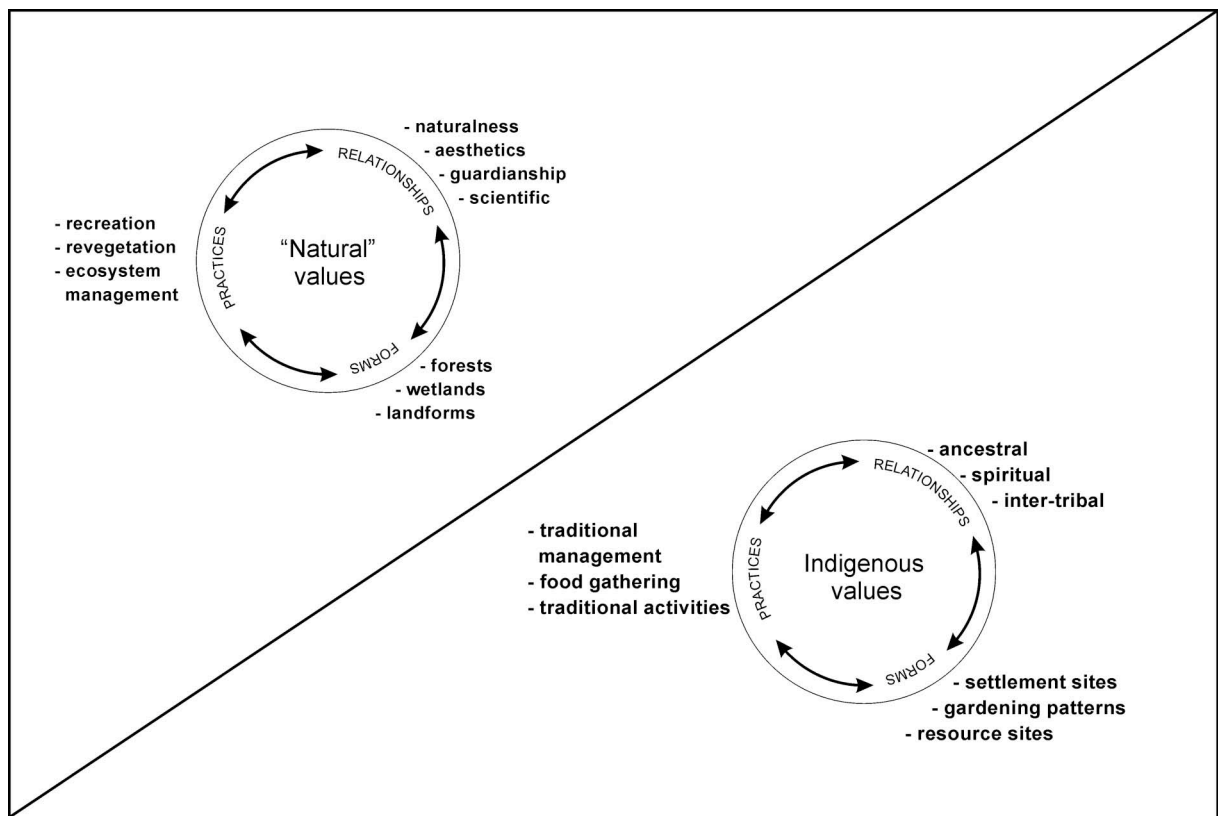 - naturalness
- aesthetics
- guardianship
- scientific
RELATIONSHIPS
- recreation
- revegetation
- ecosystem
management
PRACTICES
“Natural”
values
FORMS
- forests
- wetlands
- landforms
- ancestral
- spiritual
- inter-tribal
RELATIONSHIPS
- traditional
management
- food gathering
- traditional activities
PRACTICES
Indigenous
values
FORMS
- settlement sites
- gardening patterns
- resource sites